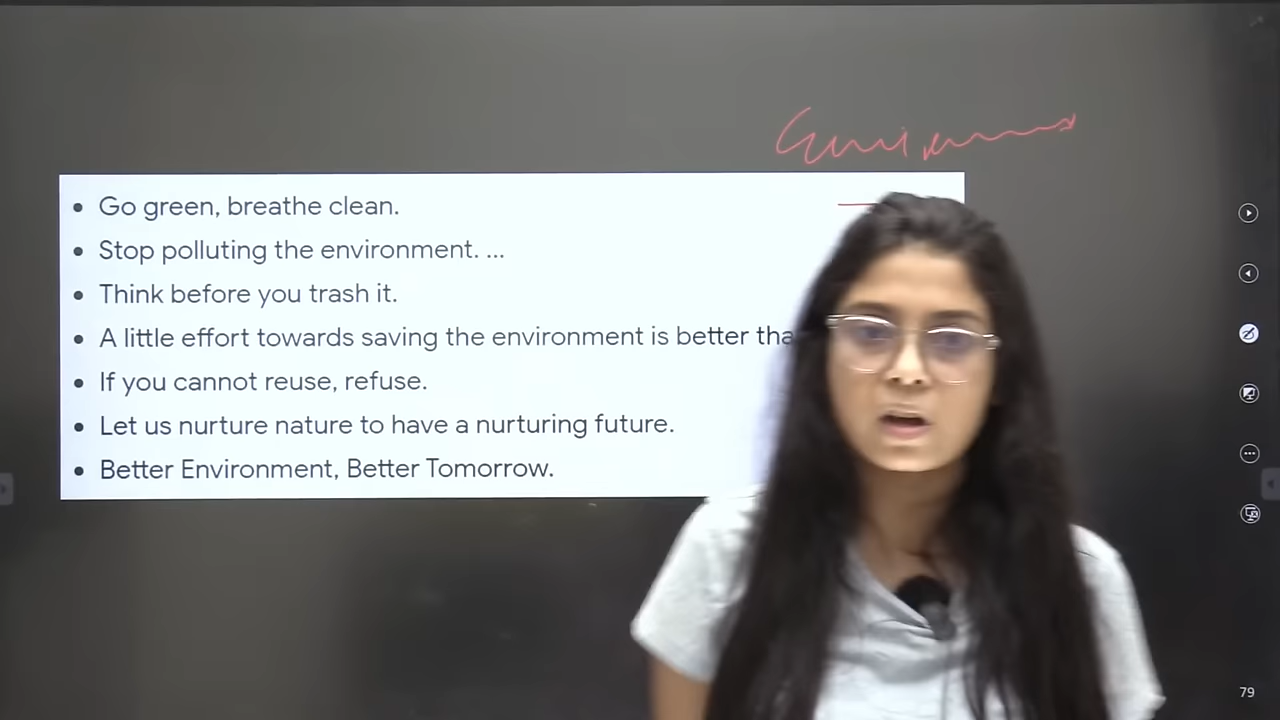 • Go green, breathe clean.
• Stop polluting the environment. ...
• Think before you trash it.
• A little effort towards saving the environment is better
• If you cannot reuse, refuse.
• Let us nurture nature to have a nurturing future.
• Better Environment, Better Tomorrow.
79